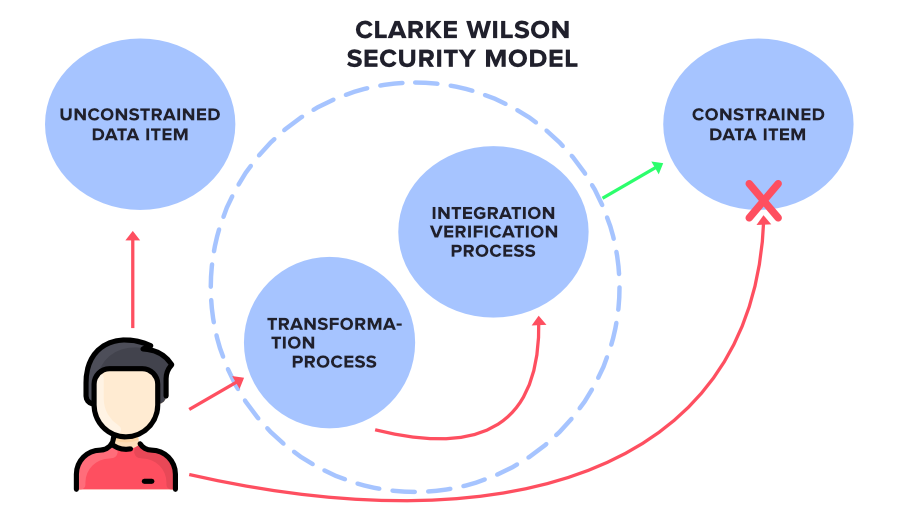 CLARKE WILSON
SECURITY MODEL
UNCONSTRAINED
DATA ITEM
CONSTRAINED
DATA ITEM
INTEGRATION
VERIFICATION
PROCESS
TRANSFORMA-
TION
PROCESS